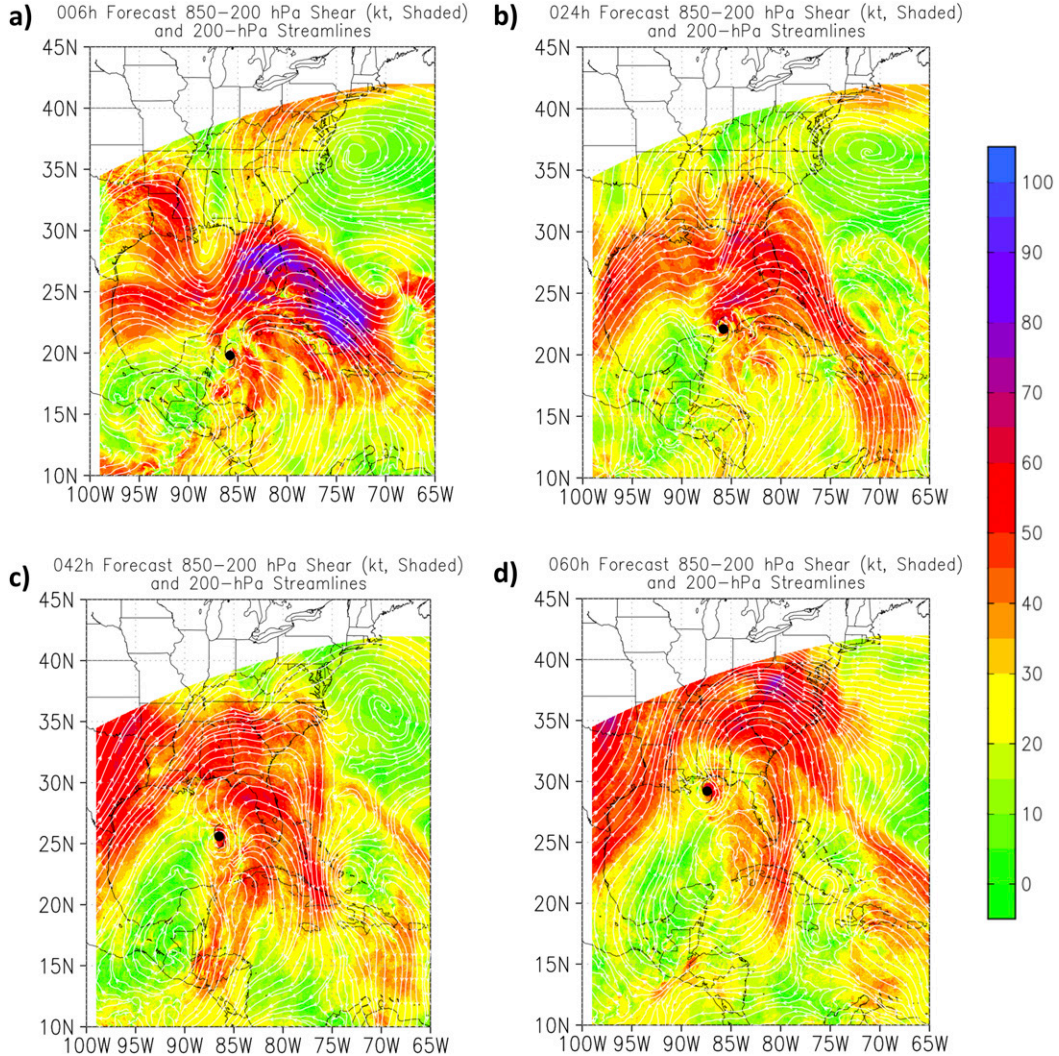 a)
006h Forecast 850-200 hPa Shear (kt, Shaded)
and 200-hPa Streamlines
45N
40N
35N
30N
25N
20N
15N
10N
100W 95W 90W 85W 80W 75W 70W 65W
b)
024h Forecast 850-200 hPa Shear (kt, Shaded)
and 200-hPa Streamlines
45N
40N
35N
30N
25N
20N
15N
10N
100W 95W 90W 85W 80W 75W 70W 65W
c)
042h Forecast 850-200 hPa Shear (kt, Shaded)
and 200-hPa Streamlines
45N
40N
35N
30N
25N
20N
15N
10N
100W 95W 90W 85W 80W 75W 70W 65W
d)
060h Forecast 850-200 hPa Shear (kt, Shaded)
and 200-hPa Streamlines
45N
40N
35N
30N
25N
20N
15N
10N
100W 95W 90W 85W 80W 75W 70W 65W
100
90
80
70
60
50
40
30
20
10
0